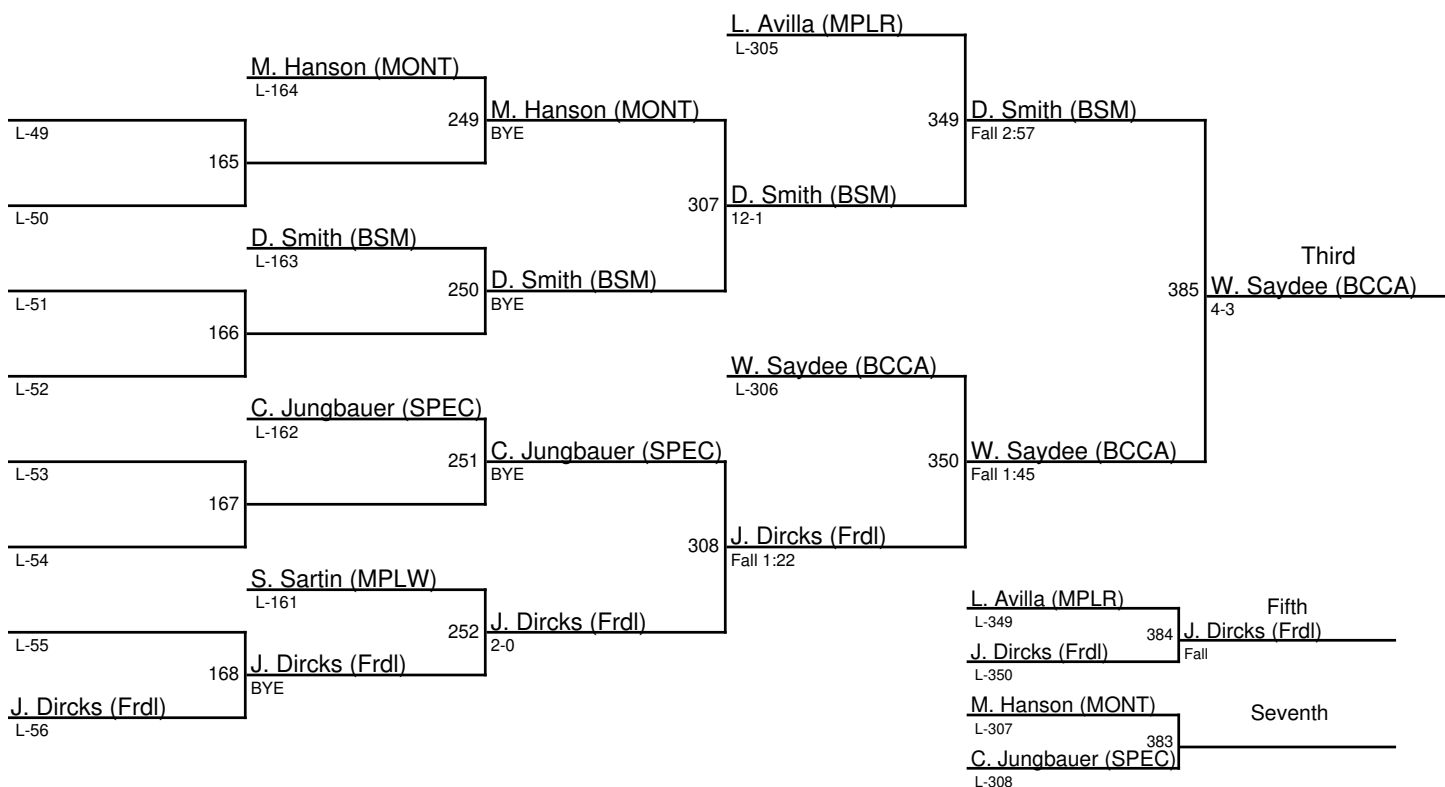 L. Avilla (MPLR)
L-305
M. Hanson (MONT)
L-164
L-49
249
M. Hanson (MONT)
BYE
349
D. Smith (BSM)
Fall 2:57
165
L-50
307
D. Smith (BSM)
12-1
D. Smith (BSM)
L-163
L-51
250
D. Smith (BSM)
BYE
Third
385
W. Saydee (BCCA)
4-3
166
L-52
W. Saydee (BCCA)
L-306
C. Jungbauer (SPEC)
L-162
L-53
251
C. Jungbauer (SPEC)
BYE
350
W. Saydee (BCCA)
Fall 1:45
167
L-54
308
J. Dircks (Frdl)
Fall 1:22
S. Sartin (MPLW)
L-161
L-55
252
J. Dircks (Frdl)
2-0
168
J. Dircks (Frdl)
BYE
J. Dircks (Frdl)
L-56
L. Avilla (MPLR)
L-349
Fifth
384
J. Dircks (Frdl)
Fall
J. Dircks (Frdl)
L-350
M. Hanson (MONT)
L-307
Seventh
383
C. Jungbauer (SPEC)
L-308